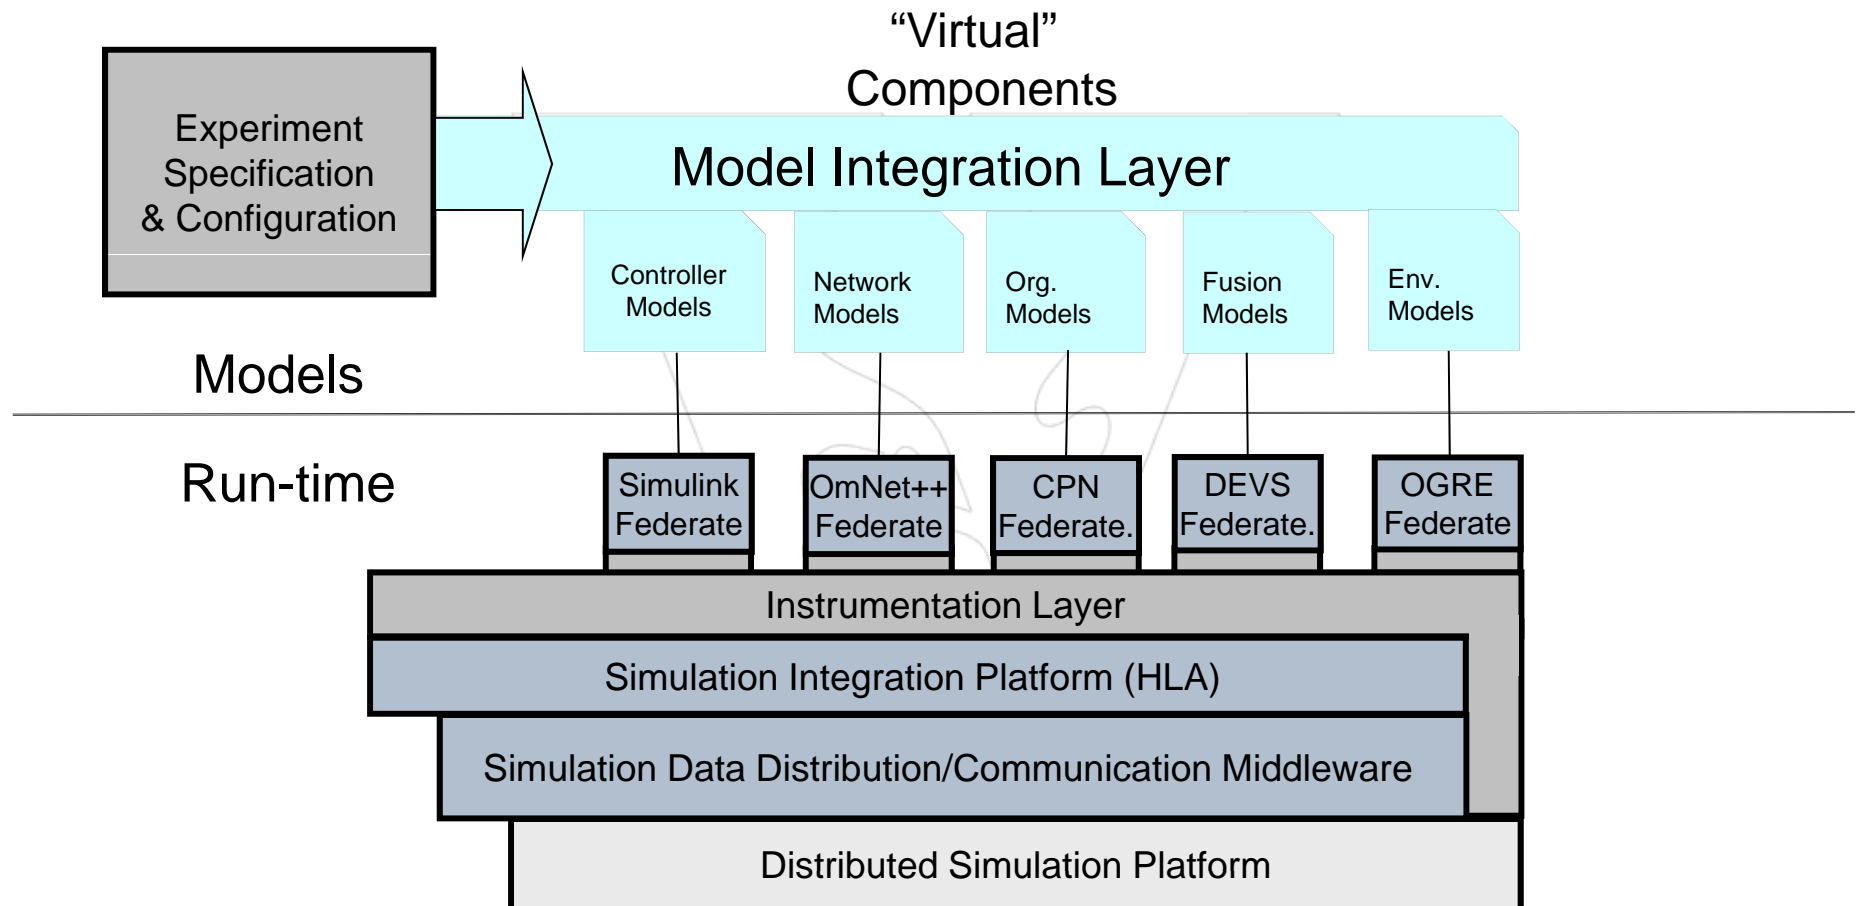 “Virtual”
Components
Experiment
Specification
& Configuration
Model Integration Layer
Controller
Models
Network
Models
Org.
Models
Fusion
Models
Env.
Models
Models
Run-time
Simulink
Federate
OmNet++
Federate
CPN
Federate.
DEVS
Federate.
OGRE
Federate
Instrumentation Layer
Simulation Integration Platform (HLA)
Simulation Data Distribution/Communication Middleware
Distributed Simulation Platform